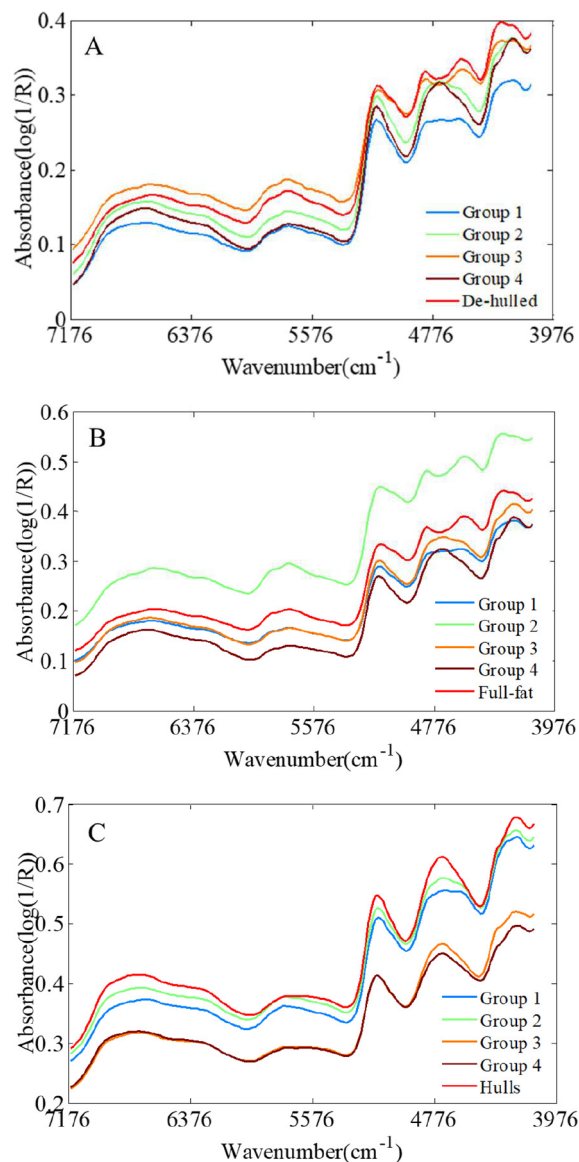 A
0.4
0.3
0.2
0.1
0
Absorbance(log(1/R))
Group 1
Group 2
Group 3
Group 4
De-hulled
7176 6376 5576 4776 3976
Wavenumber(cm-1)
B
0.6
0.5
0.4
0.3
0.2
0.1
0
Absorbance(log(1/R))
Group 1
Group 2
Group 3
Group 4
Full-fat
7176 6376 5576 4776 3976
Wavenumber(cm-1)
C
0.7
0.6
0.5
0.4
0.3
0.2
Absorbance(log(1/R))
Group 1
Group 2
Group 3
Group 4
Hulls
7176 6376 5576 4776 3976
Wavenumber(cm-1)